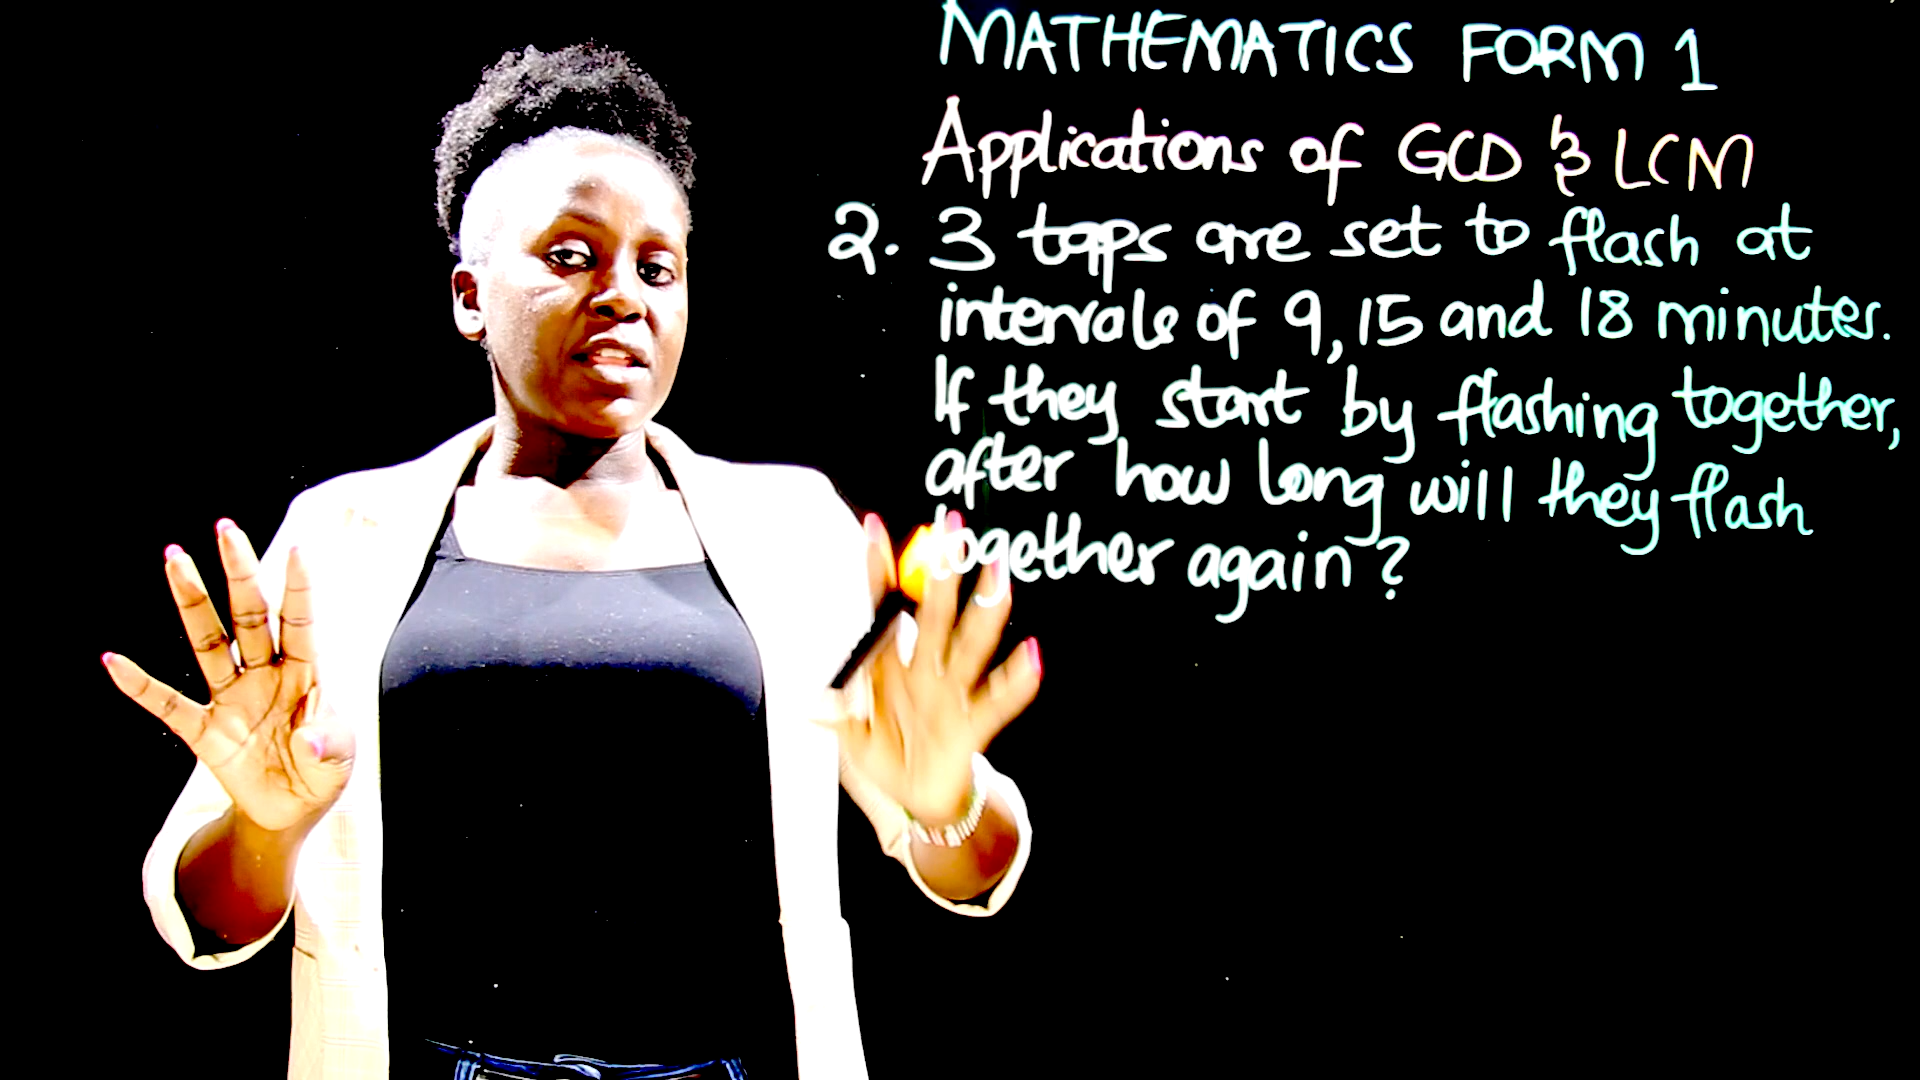 MATHEMATICS FORM 1
Applications of GCD & LCM
2. 3 taps are set to flash at
intervals of 9, 15 and 18 minutes.
If they start by flashing together,
after how long will they flash
together again?